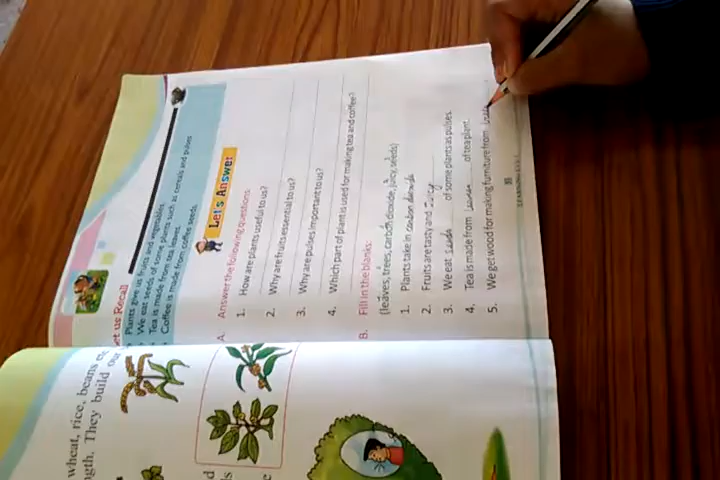 wheat, rice, beans
ngth. They build our
Let us Recall
Plants give us fruits and vegetables.
We eat seeds of some plants such as cereals and pulses
Tea is made from tea leaves.
Coffee is made from coffee seeds.
Let's Answer
A. Answer the following questions:
1. How are plants useful to us?
2. Why are fruits essential to us?
3. Why are pulses important to us?
4. Which part of plant is used for making tea and coffee?
B. Fill in the blanks:
(leaves, trees, carbon dioxide, juicy, seeds)
1. Plants take in carbon dioxide
2. Fruits are tasty and juicy
3. We eat seeds of some plants as pulses.
4. Tea is made from leaves of tea plant.
5. We get wood for making furniture from